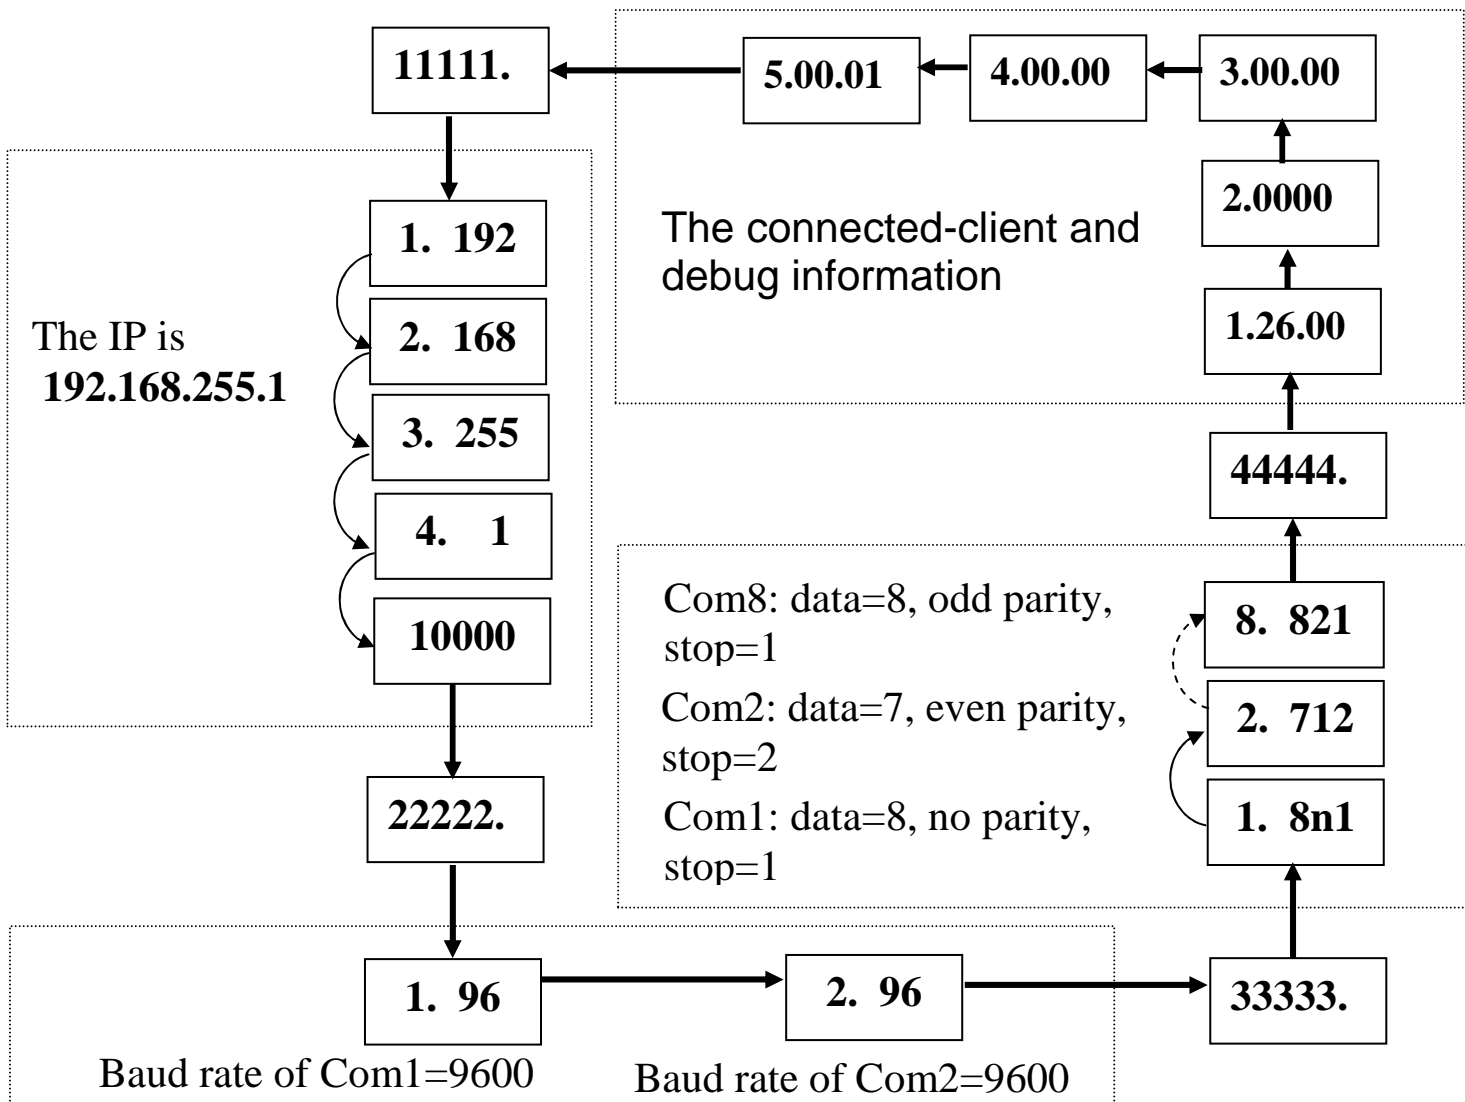 11111.
5.00.01
4.00.00
3.00.00
2.0000
1.26.00
The connected-client and
debug information
1. 192
2. 168
3. 255
4. 1
10000
The IP is
192.168.255.1
44444.
Com8: data=8, odd parity,
stop=1
8. 821
Com2: data=7, even parity,
stop=2
2. 712
Com1: data=8, no parity,
stop=1
1. 8n1
22222.
1. 96
2. 96
33333.
Baud rate of Com1=9600
Baud rate of Com2=9600